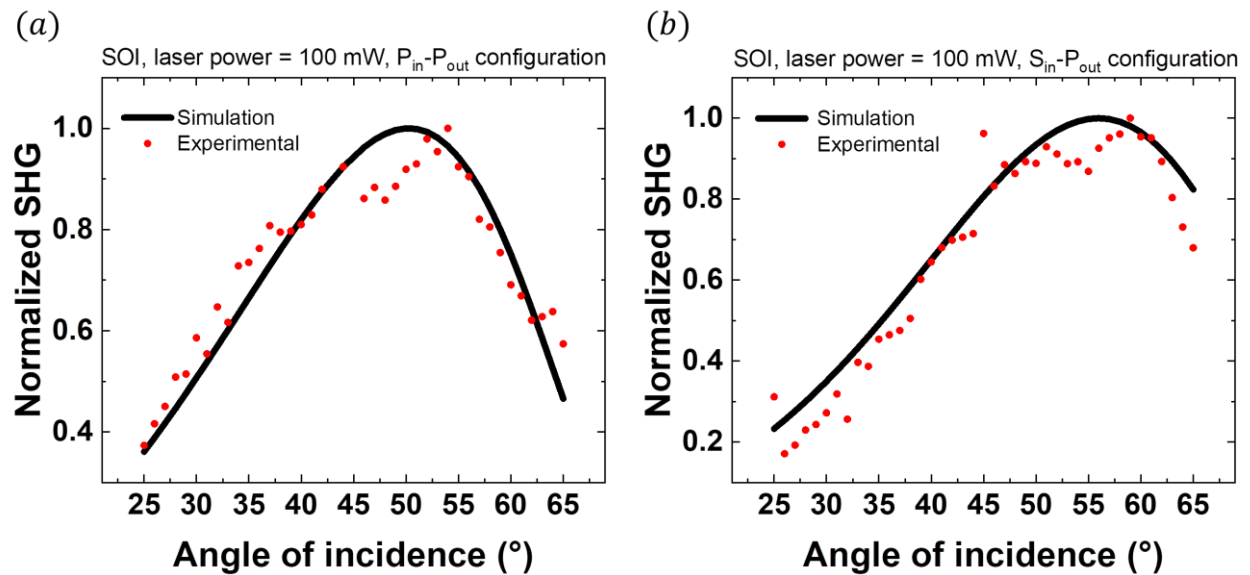 (a)
SOI, laser power = 100 mW, Pin-Pout configuration
Simulation
Experimental
1.0
0.8
0.6
0.4
Normalized SHG
25 30 35 40 45 50 55 60 65
Angle of incidence (°)
(b)
SOI, laser power = 100 mW, Sin-Pout configuration
Simulation
Experimental
1.0
0.8
0.6
0.4
0.2
Normalized SHG
25 30 35 40 45 50 55 60 65
Angle of incidence (°)